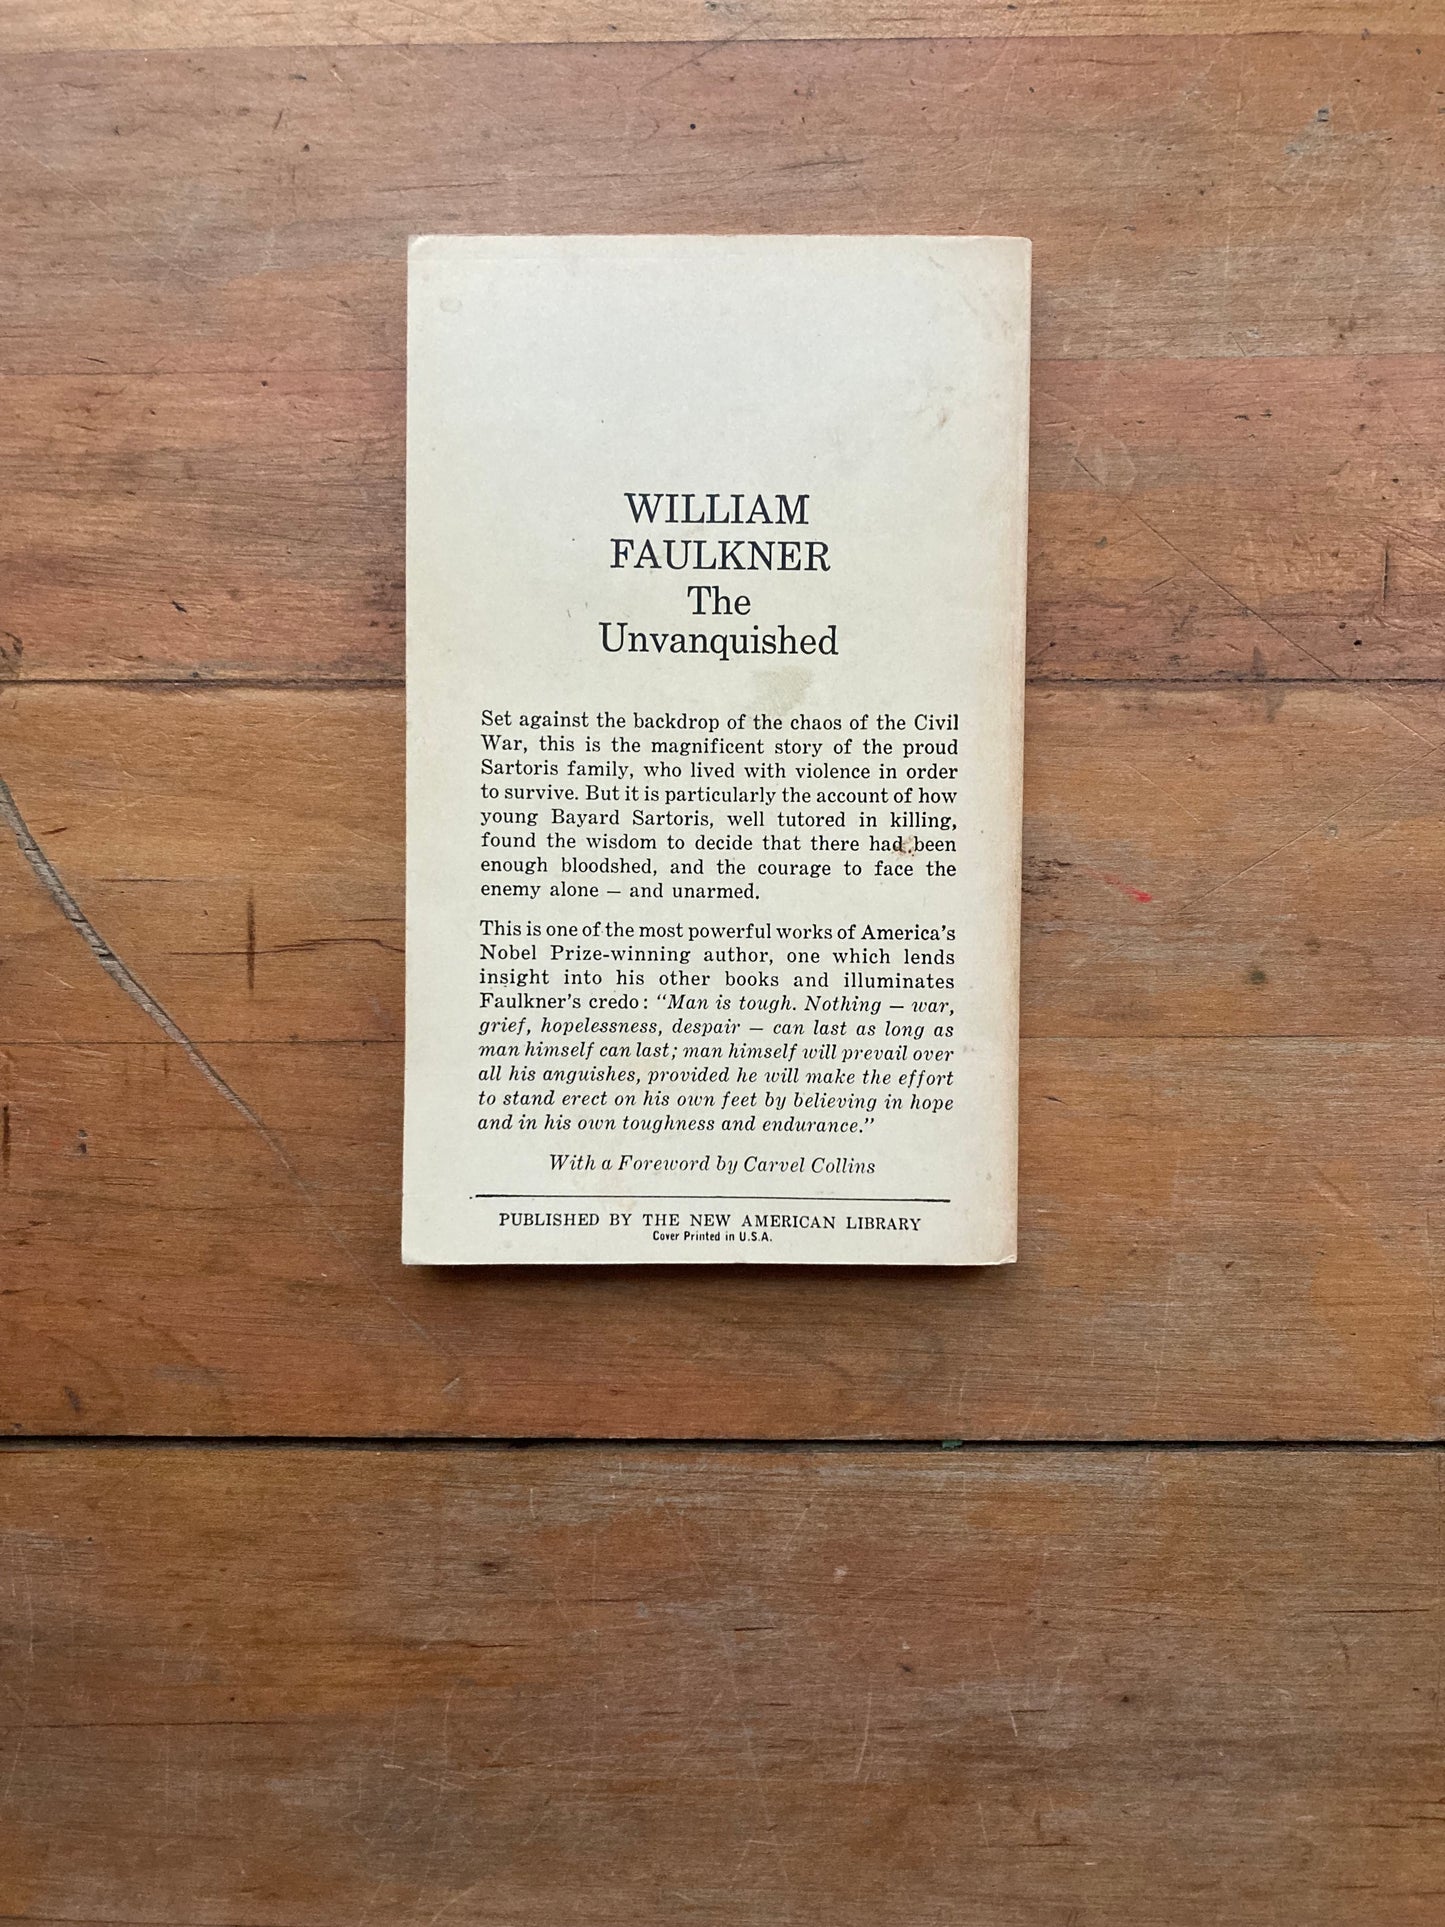 WILLIAM
FAULKNER
The
Unvanquished
Set against the backdrop of the chaos of the Civil
War, this is the magnificent story of the proud
Sartoris family, who lived with violence in order
to survive. But it is particularly the account of how
young Bayard Sartoris, well tutored in killing,
found the wisdom to decide that there had been
enough bloodshed, and the courage to face the
enemy alone — and unarmed.
This is one of the most powerful works of America's
Nobel Prize-winning author, one which lends
insight into his other books and illuminates
Faulkner's credo: "Man is tough. Nothing — war,
grief, hopelessness, despair — can last as long as
man himself can last; man himself will prevail over
all his anguishes, provided he will make the effort
to stand erect on his own feet by believing in hope
and in his own toughness and endurance."
With a Foreword by Carvel Collins
PUBLISHED BY THE NEW AMERICAN LIBRARY
Cover Printed in U.S.A.